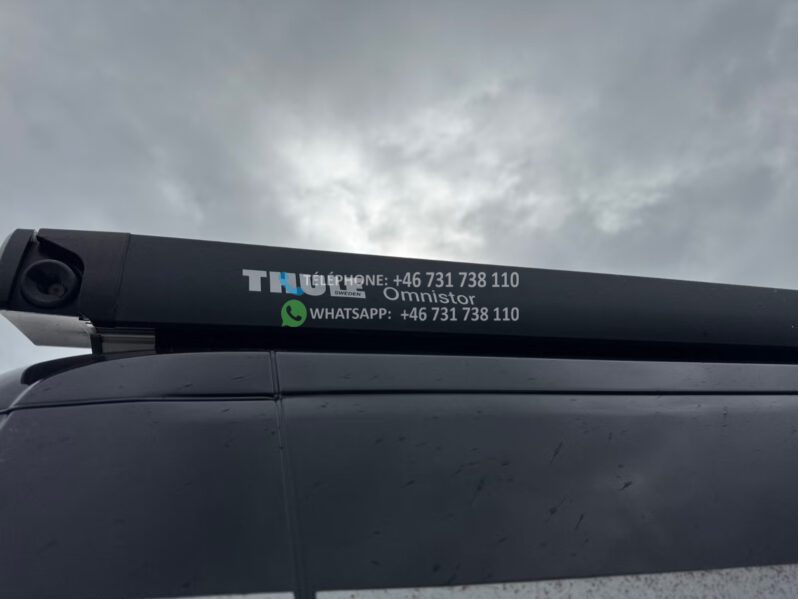 THULE TÉLÉPHONE: +46 731 738 110
SWEDEN Omnistor
WHATSAPP: +46 731 738 110